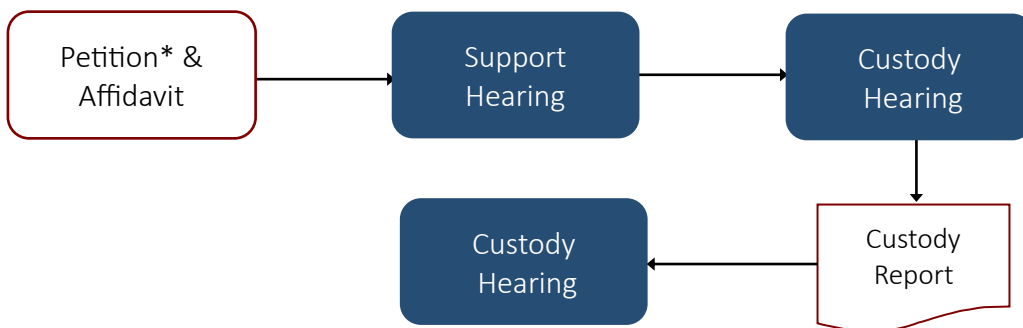 Petition* &
Affidavit
Support
Hearing
Custody
Hearing
Custody
Report
Custody
Hearing